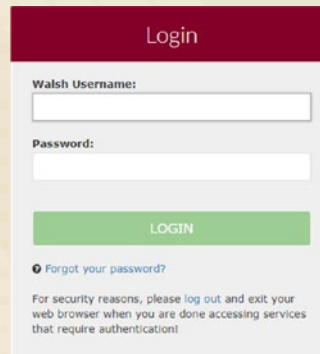 Login
Walsh Username:
Password:
LOGIN
Forgot your password?
For security reasons, please log out and exit your
web browser when you are done accessing services
that require authentication!